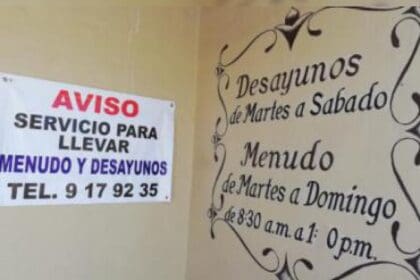 AVISO
SERVICIO PARA
LLEVAR
MENUDO Y DESAYUNOS
TEL. 9 17 92 35
Desayunos
de Martes a Sabado
Menudo
de Martes a Domingo
de 8:30 a.m. a 1: 0 p.m.